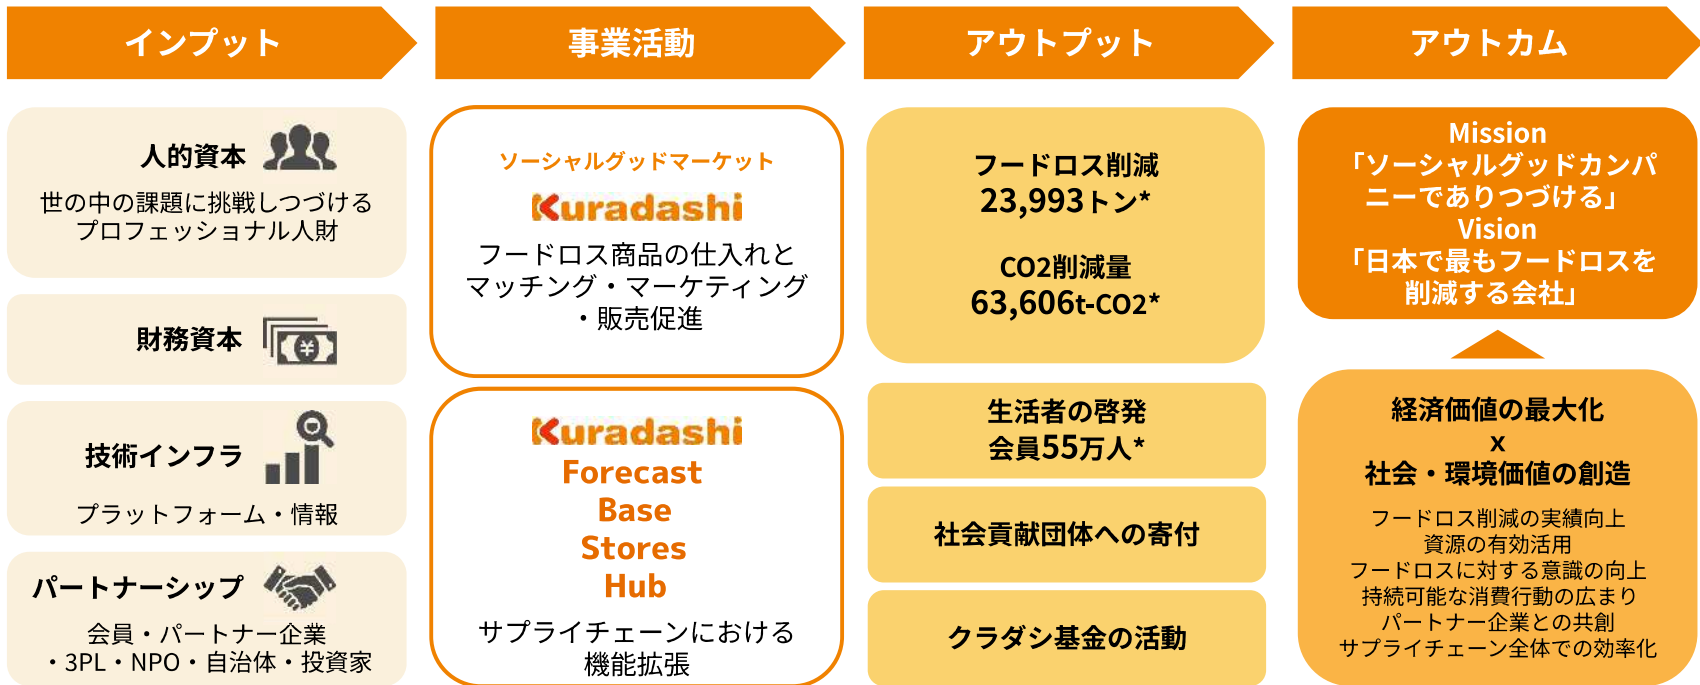 インプット
人的資本
世の中の課題に挑戦しつづける
プロフェッショナル人財
財務資本
技術インフラ
プラットフォーム・情報
パートナーシップ
会員・パートナー企業
・3PL・NPO・自治体・投資家
事業活動
ソーシャルグッドマーケット
Kuradashi
フードロス商品の仕入れと
マッチング・マーケティング
・販売促進
Kuradashi
Forecast
Base
Stores
Hub
サプライチェーンにおける
機能拡張
アウトプット
フードロス削減
23,993トン*
CO2削減量
63,606t-CO2*
生活者の啓発
会員55万人*
社会貢献団体への寄付
クラダシ基金の活動
アウトカム
Mission
「ソーシャルグッドカンパ
ニーでありつづける」
Vision
「日本で最もフードロスを
削減する会社」
経済価値の最大化
x
社会・環境価値の創造
フードロス削減の実績向上
資源の有効活用
フードロスに対する意識の向上
持続可能な消費行動の広まり
パートナー企業との共創
サプライチェーン全体での効率化